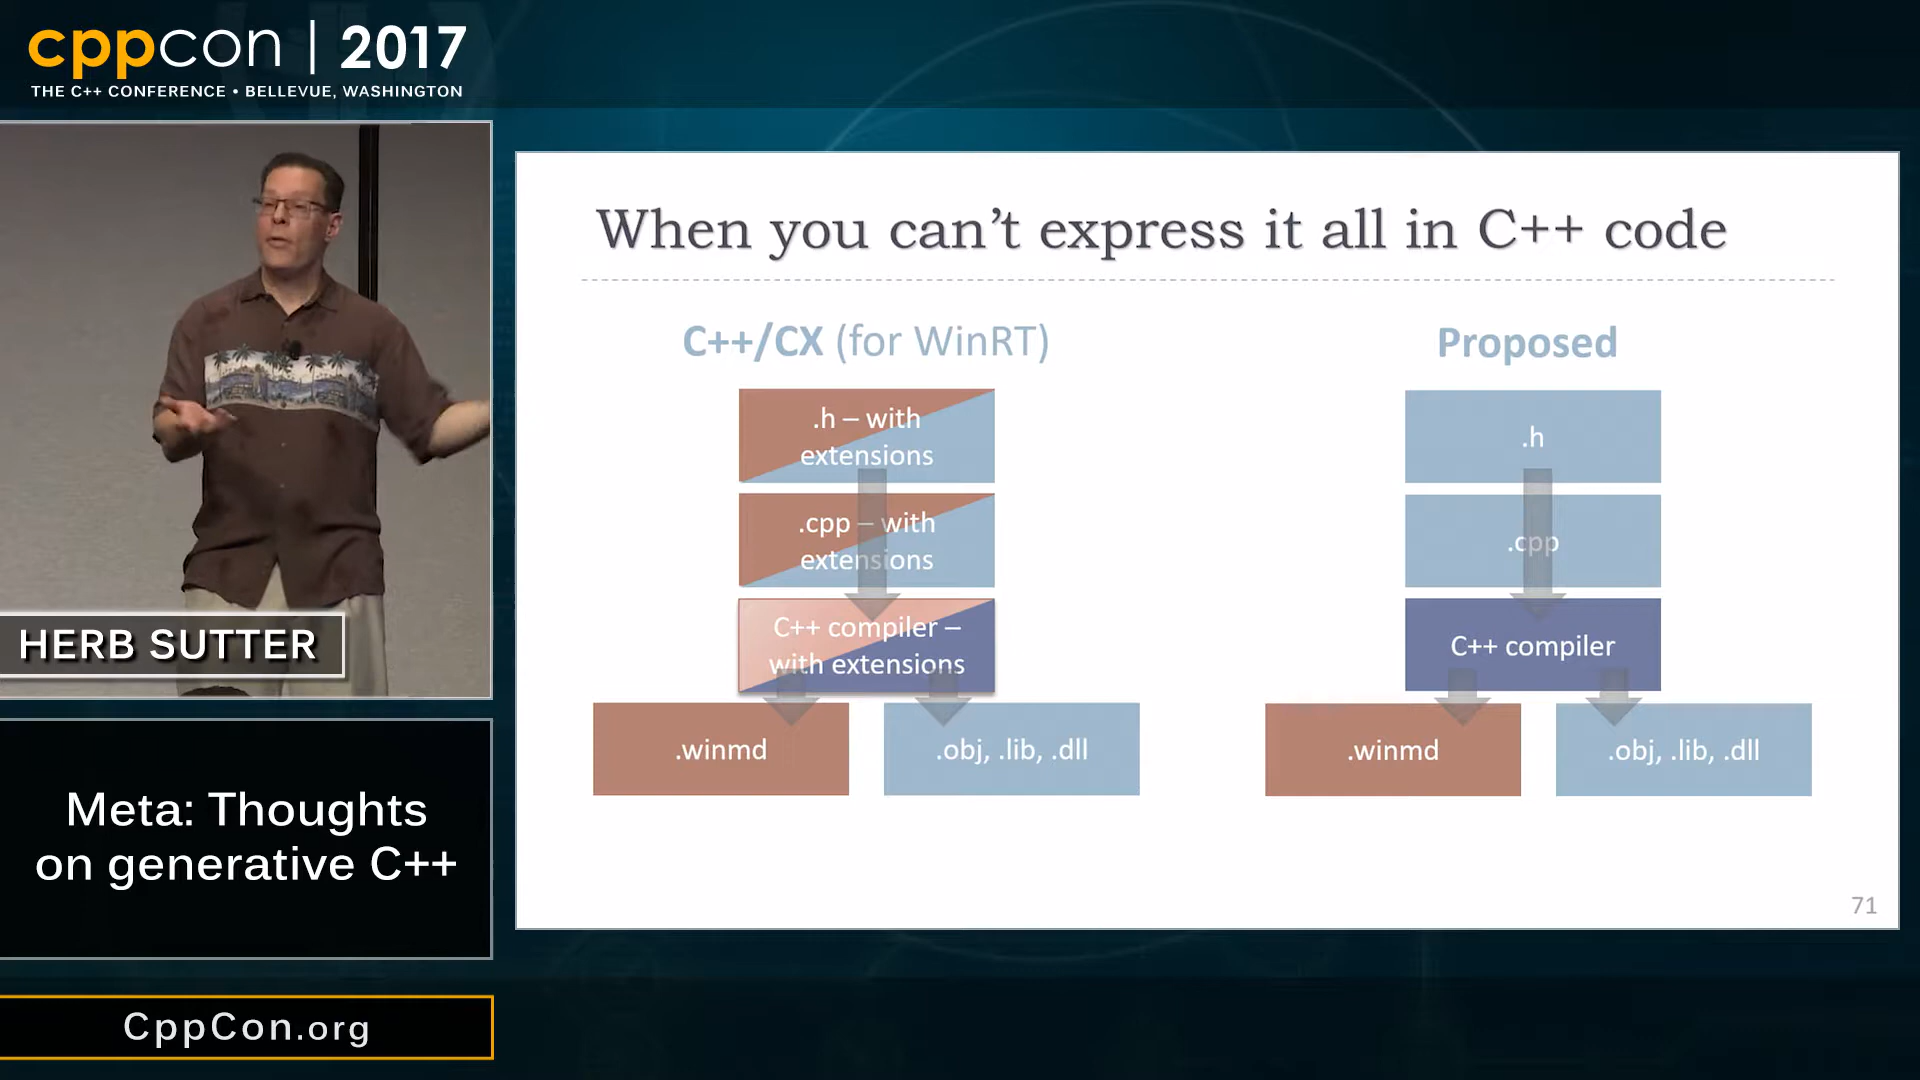 cppcon | 2017
THE C++ CONFERENCE • BELLEVUE, WASHINGTON
HERB SUTTER
Meta: Thoughts
on generative C++
CppCon.org
When you can’t express it all in C++ code
C++/CX (for WinRT)
.h – with
extensions
.cpp – with
extensions
C++ compiler –
with extensions
.winmd
.obj, .lib, .dll
Proposed
.h
.cpp
C++ compiler
.winmd
.obj, .lib, .dll
71